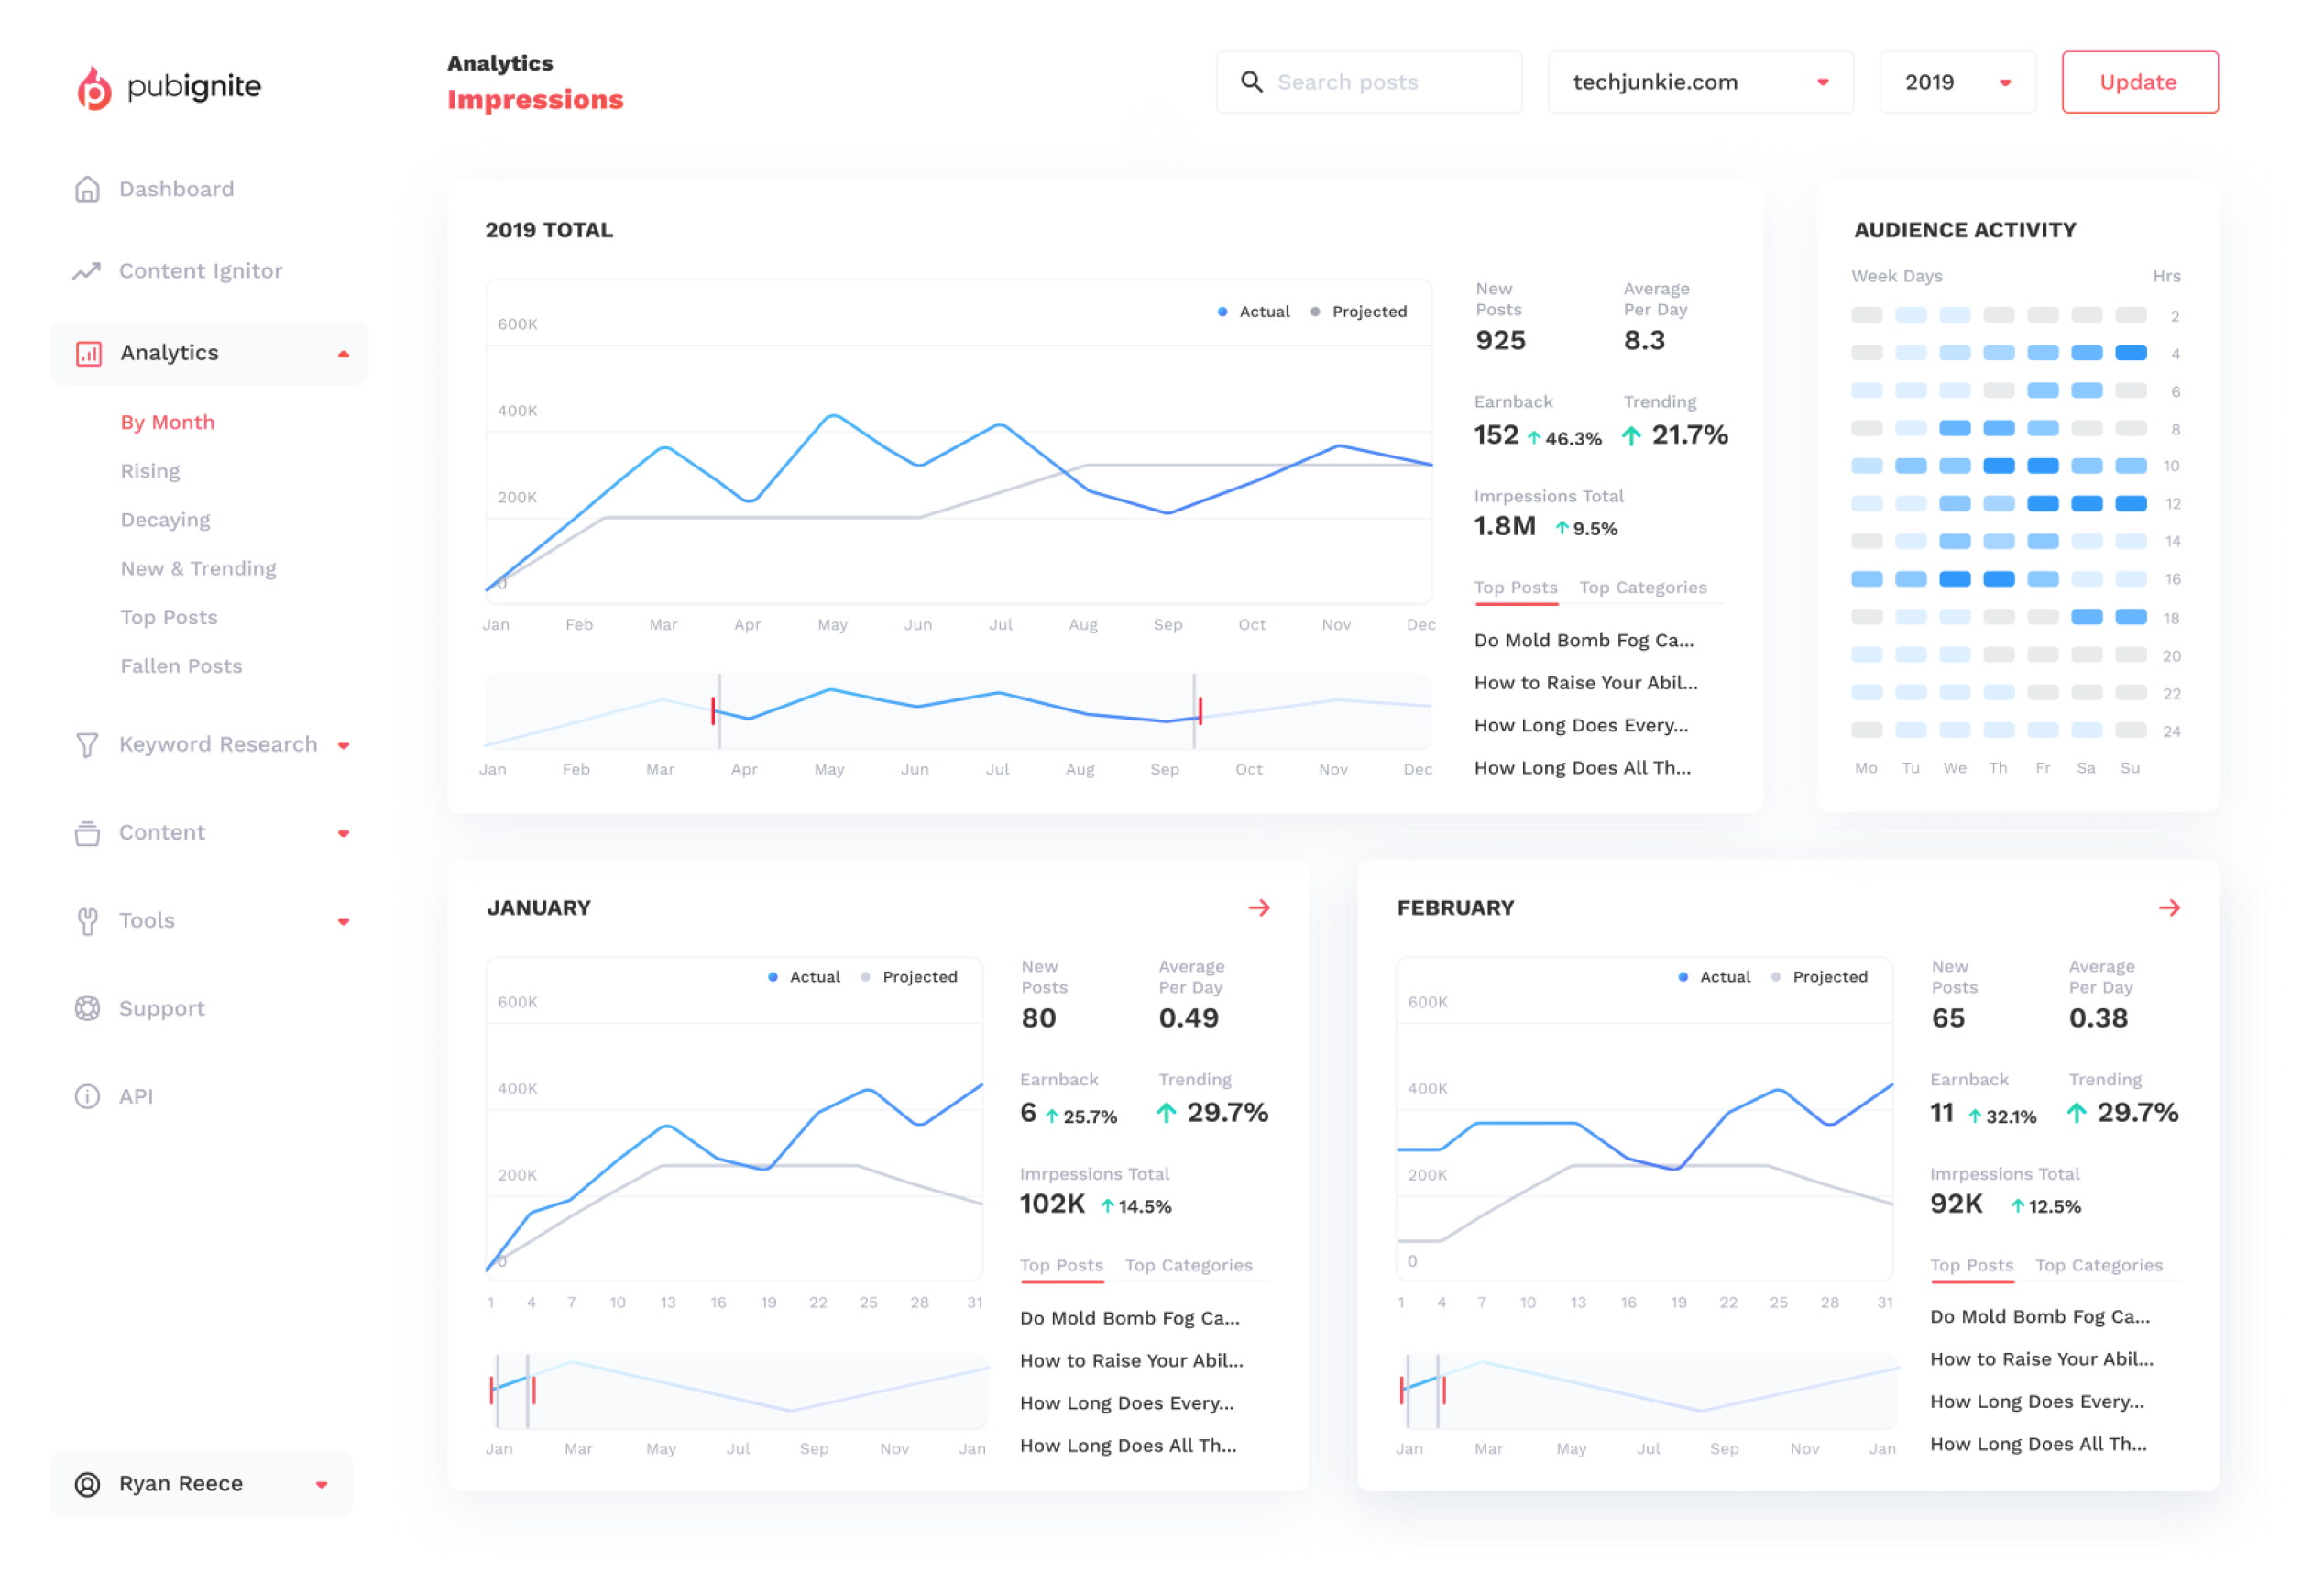 pubignite
Analytics
Impressions
Search posts
techjunkie.com
2019
Update
Dashboard
Content Ignitor
Analytics
By Month
Rising
Decaying
New & Trending
Top Posts
Fallen Posts
Keyword Research
Content
Tools
Support
API
Ryan Reece
2019 TOTAL
Actual
Projected
600K
400K
200K
0
Jan Feb Mar Apr May Jun Jul Aug Sep Oct Nov Dec
Jan Feb Mar Apr May Jun Jul Aug Sep Oct Nov Dec
New
Posts
925
Average
Per Day
8.3
Earnback
152 46.3%
Trending
21.7%
Imrpessions Total
1.8M 9.5%
Top Posts Top Categories
Do Mold Bomb Fog Ca...
How to Raise Your Abil...
How Long Does Every...
How Long Does All Th...
AUDIENCE ACTIVITY
Week Days Hrs
2
4
6
8
10
12
14
16
18
20
22
24
Mo Tu We Th Fr Sa Su
JANUARY
Actual
Projected
600K
400K
200K
0
1 4 7 10 13 16 19 22 25 28 31
Jan Mar May Jul Sep Nov Jan
New
Posts
80
Average
Per Day
0.49
Earnback
6 25.7%
Trending
29.7%
Imrpessions Total
102K 14.5%
Top Posts Top Categories
Do Mold Bomb Fog Ca...
How to Raise Your Abil...
How Long Does Every...
How Long Does All Th...
FEBRUARY
Actual
Projected
600K
400K
200K
0
1 4 7 10 13 16 19 22 25 28 31
Jan Mar May Jul Sep Nov Jan
New
Posts
65
Average
Per Day
0.38
Earnback
11 32.1%
Trending
29.7%
Imrpessions Total
92K 12.5%
Top Posts Top Categories
Do Mold Bomb Fog Ca...
How to Raise Your Abil...
How Long Does Every...
How Long Does All Th...